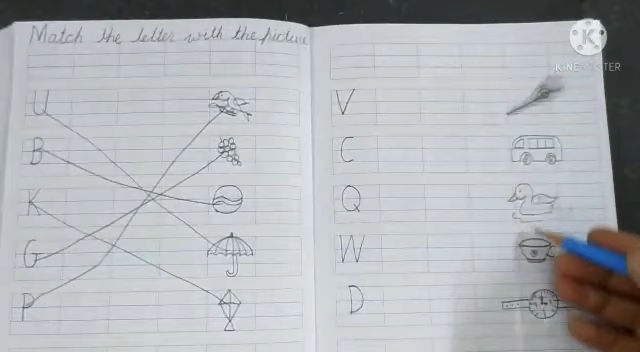 Match the letter with the picture
U
B
K
G
P
V
C
Q
W
D
K
KINEMASTER